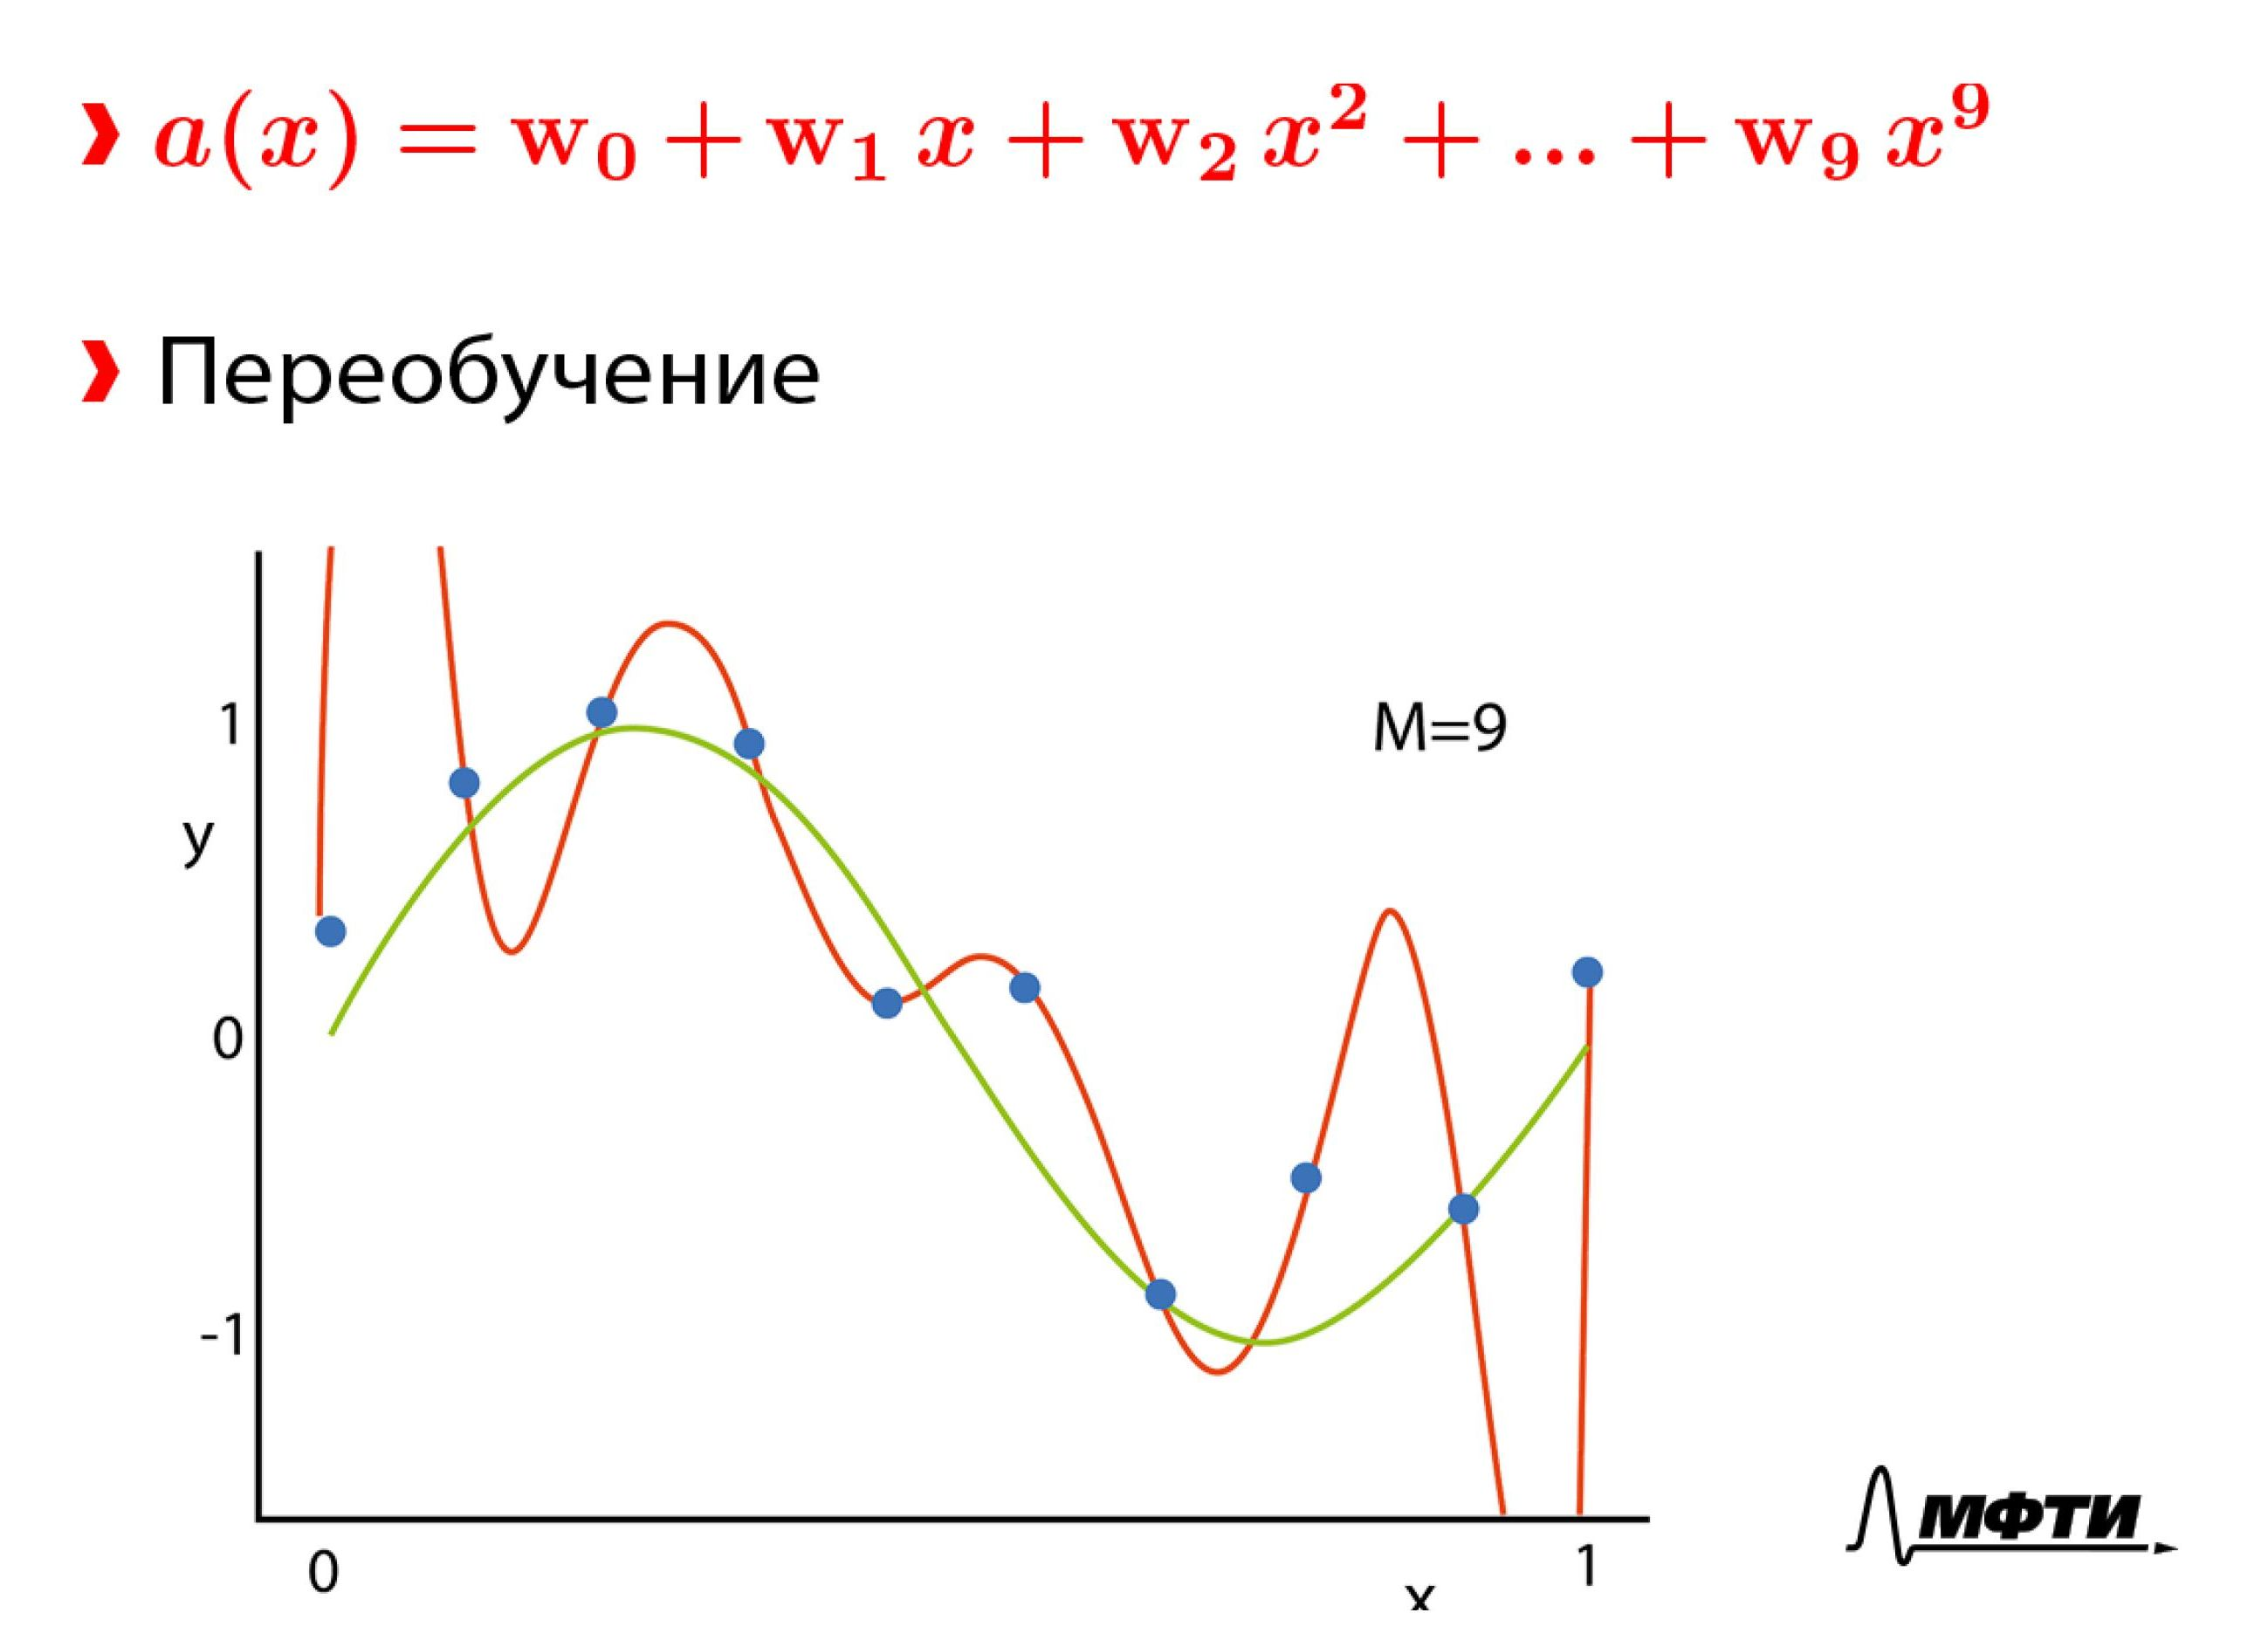 a(x) = w₀ + w₁ x + w₂ x² + ... + w₉ x⁹
Переобучение
1
M=9
y
0
-1
0
1
x
МФТИ